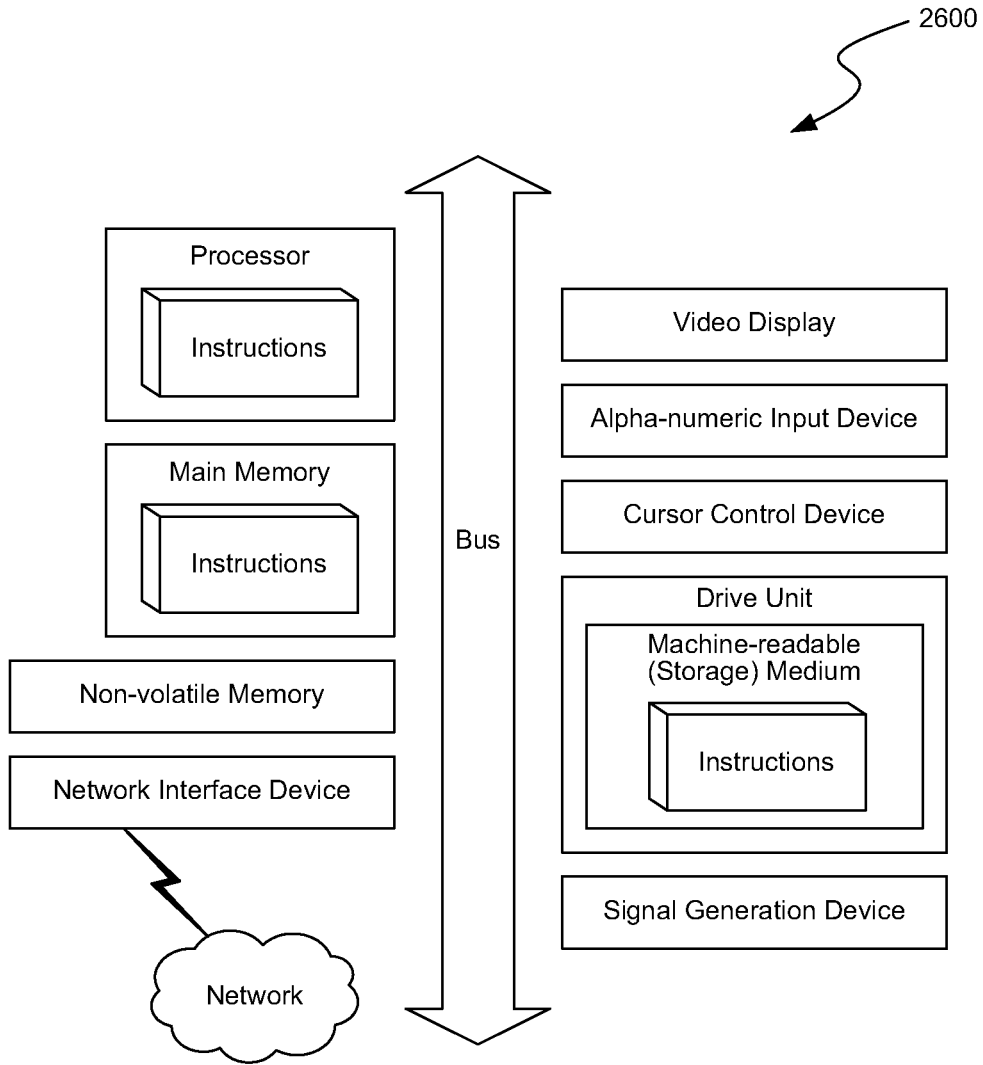 2600
Processor
Instructions
Main Memory
Instructions
Non-volatile Memory
Network Interface Device
Network
Bus
Video Display
Alpha-numeric Input Device
Cursor Control Device
Drive Unit
Machine-readable
(Storage) Medium
Instructions
Signal Generation Device